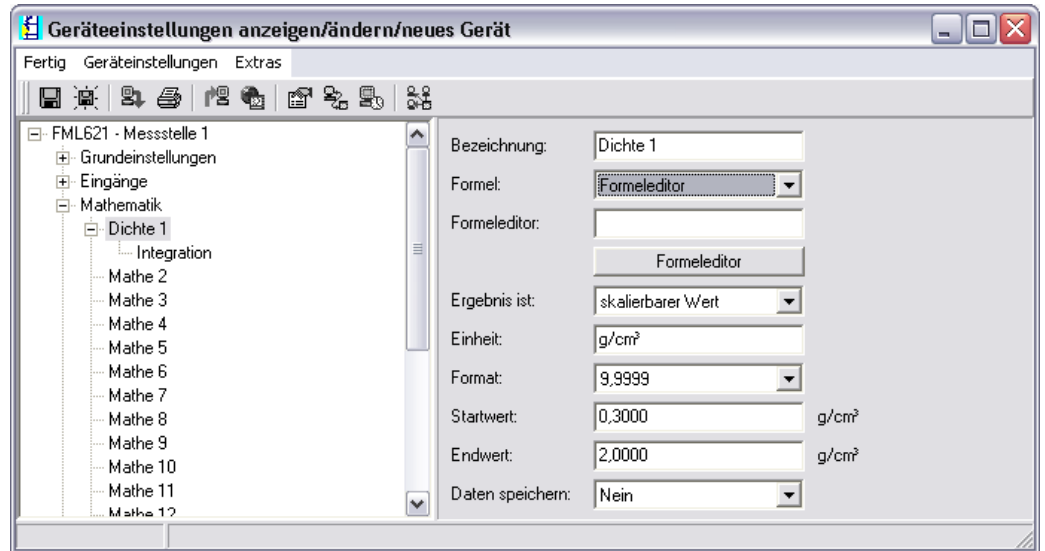 Geräteeinstellungen anzeigen/ändern/neues Gerät
Fertig Geräteinstellungen Extras
FML621 - Messstelle 1
Grundeinstellungen
Eingänge
Mathematik
Dichte 1
Integration
Mathe 2
Mathe 3
Mathe 4
Mathe 5
Mathe 6
Mathe 7
Mathe 8
Mathe 9
Mathe 10
Mathe 11
Mathe 12
Bezeichnung: Dichte 1
Formel: Formeleditor
Formeleditor:
Formeleditor
Ergebnis ist: skalierbarer Wert
Einheit: g/cm³
Format: 9,9999
Startwert: 0,3000 g/cm³
Endwert: 2,0000 g/cm³
Daten speichern: Nein